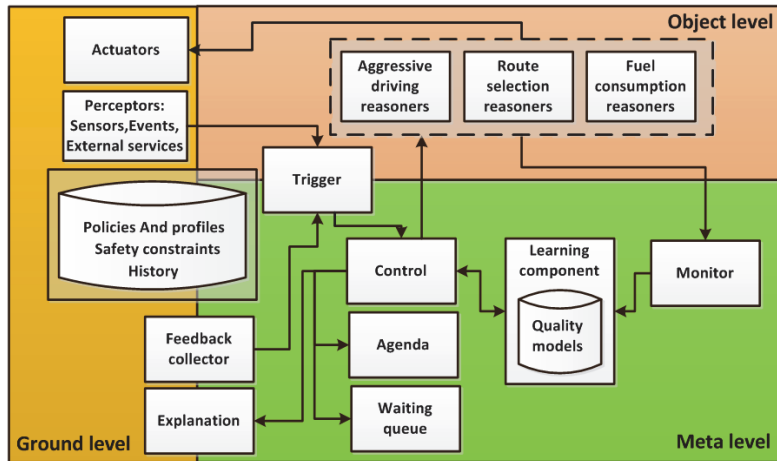 Object level
Actuators
Aggressive
driving
reasoners
Route
selection
reasoners
Fuel
consumption
reasoners
Perceptors:
Sensors,Events,
External services
Trigger
Policies And profiles
Safety constraints
History
Control
Learning
component
Quality
models
Monitor
Feedback
collector
Agenda
Explanation
Waiting
queue
Ground level
Meta level